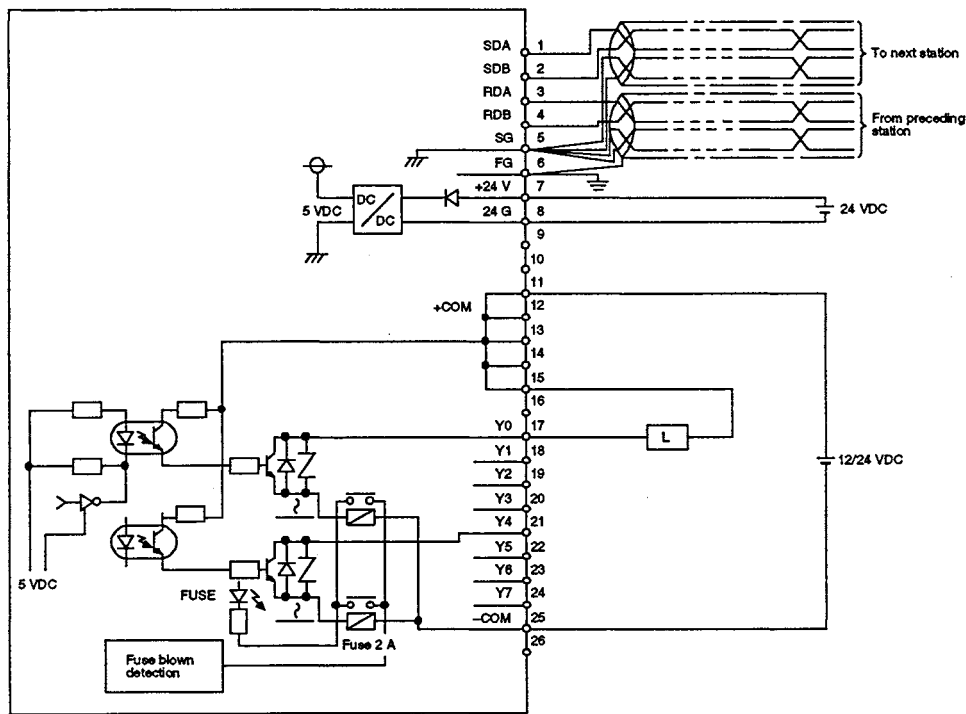 SDA 1
SDB 2
To next station
RDA 3
RDB 4
SG 5
From preceding
station
FG 6
+24 V 7
5 VDC
DC
DC
24 G 8
24 VDC
9
10
11
+COM 12
13
14
15
16
Y0 17
L
Y1 18
12/24 VDC
Y2 19
Y3 20
Y4 21
Y5 22
5 VDC
Y6 23
FUSE
Y7 24
–COM 25
Fuse 2 A
26
Fuse blown
detection